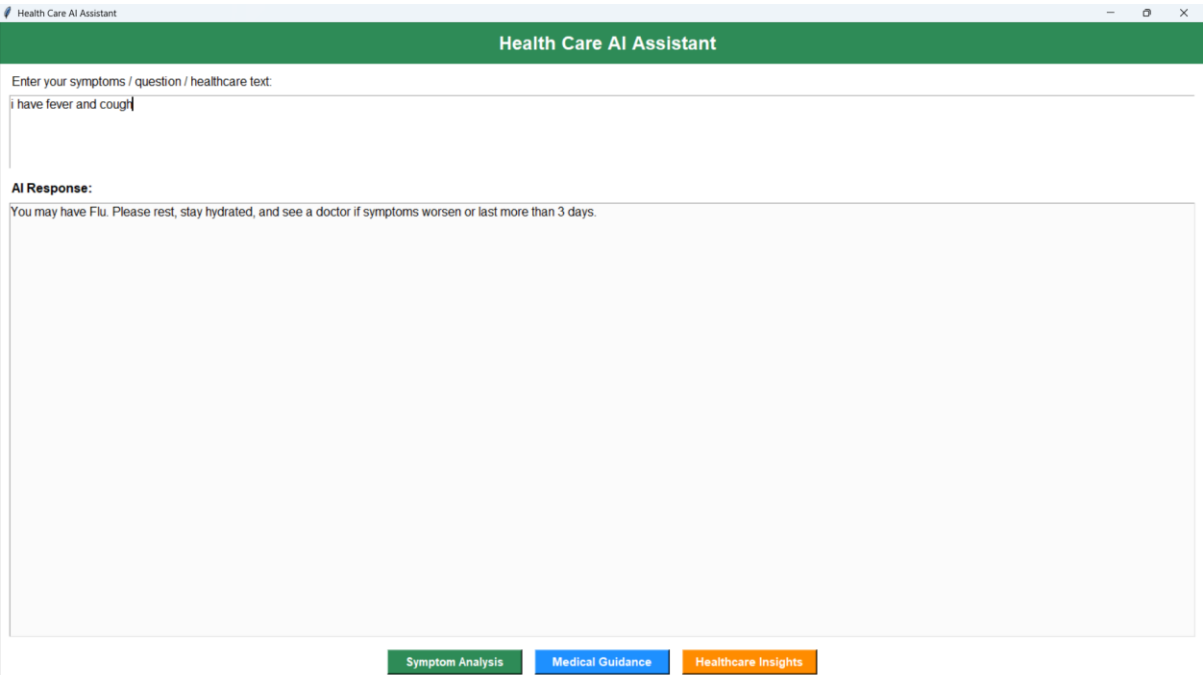 Health Care AI Assistant
Health Care AI Assistant
Enter your symptoms / question / healthcare text:
i have fever and cough
AI Response:
You may have Flu. Please rest, stay hydrated, and see a doctor if symptoms worsen or last more than 3 days.
Symptom Analysis
Medical Guidance
Healthcare Insights